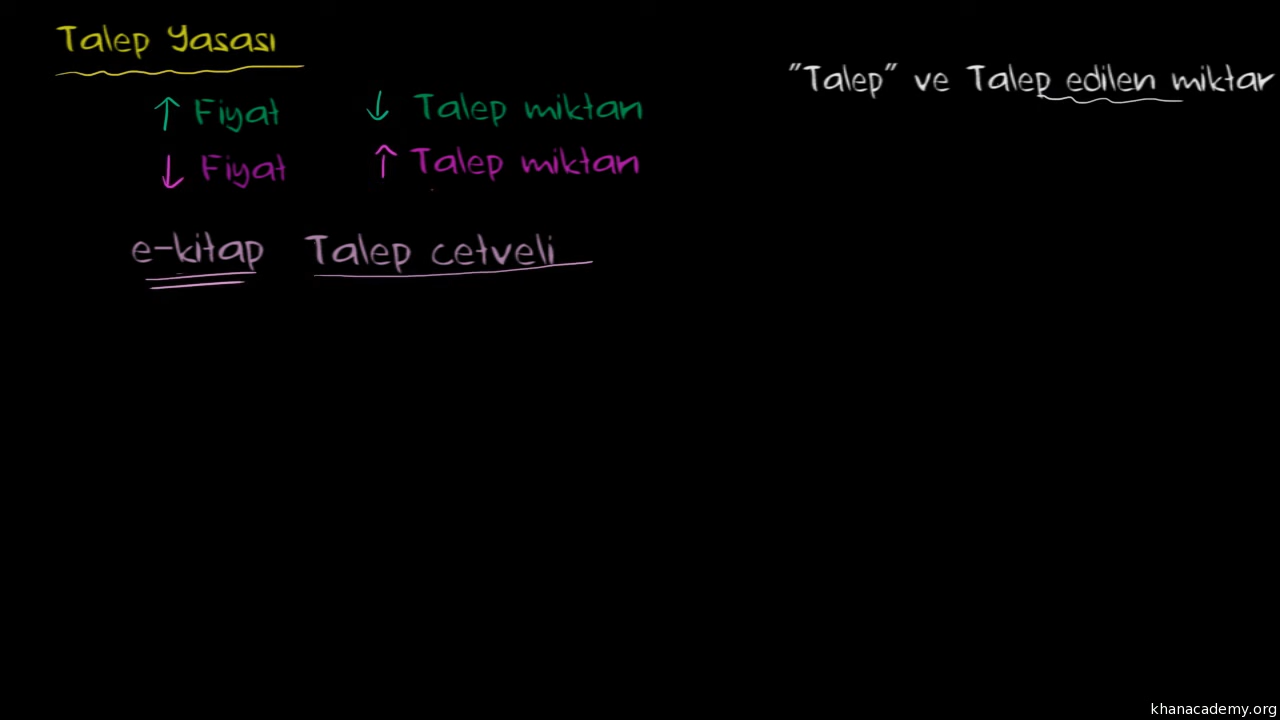 Talep Yasası
"Talep" ve Talep edilen miktar
↑ Fiyat ↓ Talep miktarı
↓ Fiyat ↑ Talep miktarı
e-kitap Talep cetveli
khanacademy.org